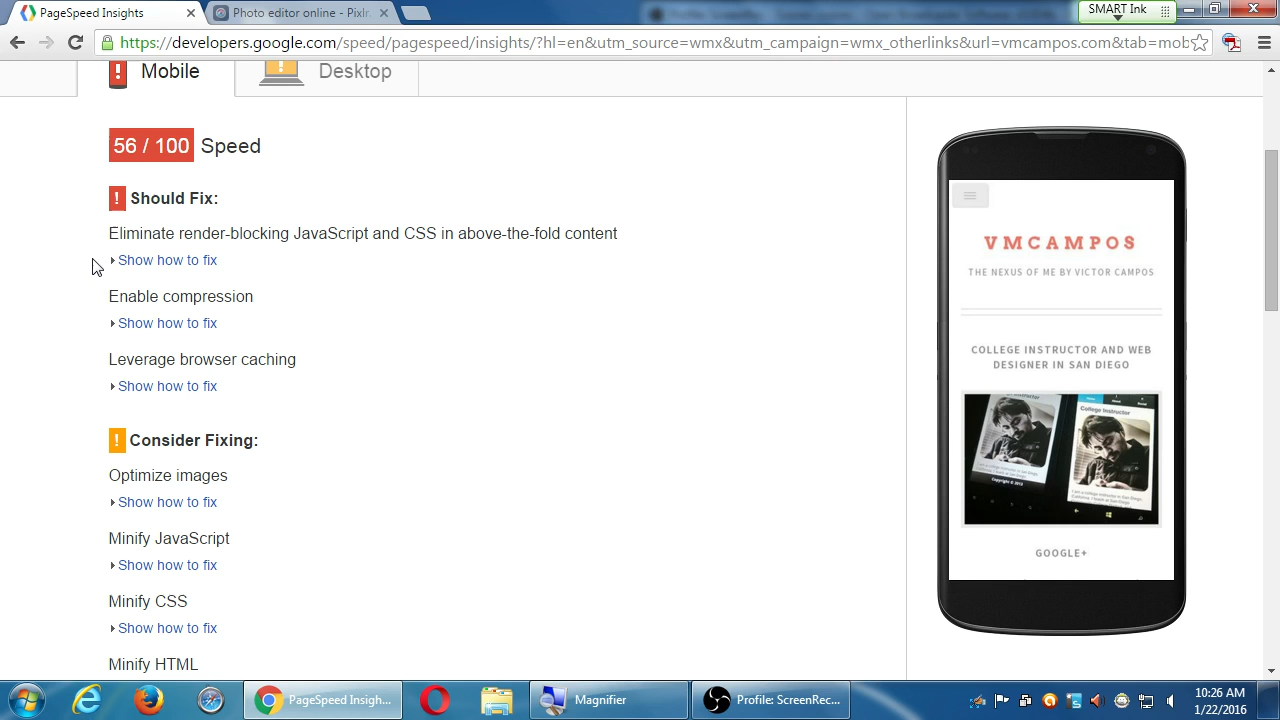 PageSpeed Insights
Photo editor online - Pixlr
SMART Ink
https://developers.google.com/speed/pagespeed/insights/?hl=en&utm_source=wmx&utm_campaign=wmx_otherlinks&url=vmcampos.com&tab=mob
Mobile
Desktop
56 / 100 Speed
! Should Fix:
Eliminate render-blocking JavaScript and CSS in above-the-fold content
Show how to fix
Enable compression
Show how to fix
Leverage browser caching
Show how to fix
! Consider Fixing:
Optimize images
Show how to fix
Minify JavaScript
Show how to fix
Minify CSS
Show how to fix
Minify HTML
VMCAMPOS
THE NEXUS OF ME BY VICTOR CAMPOS
COLLEGE INSTRUCTOR AND WEB
DESIGNER IN SAN DIEGO
College Instructor
Copyright © 2013
GOOGLE+
PageSpeed Insigh...
Magnifier
Profile: ScreenRec...
10:26 AM
1/22/2016